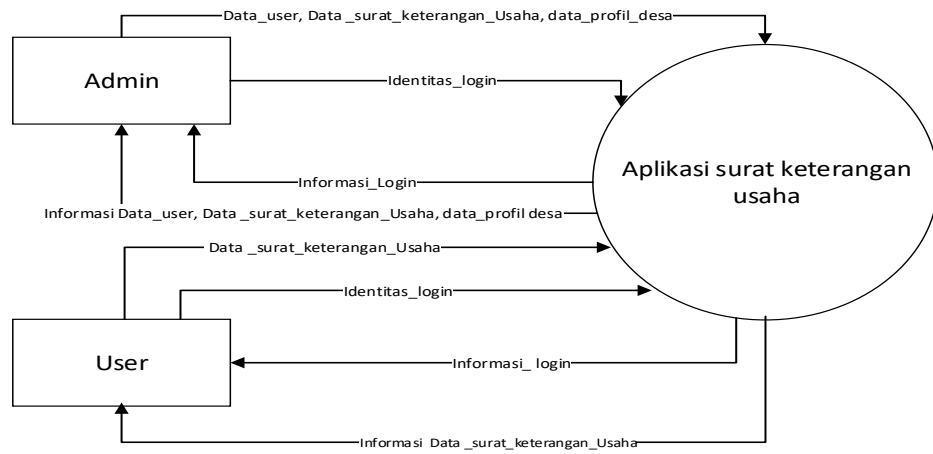 Data_user, Data _surat_keterangan_Usaha, data_profil_desa
Admin
Identitas_login
Aplikasi surat keterangan
usaha
Informasi_Login
Informasi Data_user, Data _surat_keterangan_Usaha, data_profil desa
Data _surat_keterangan_Usaha
Identitas_login
User
Informasi_ login
Informasi Data _surat_keterangan_Usaha